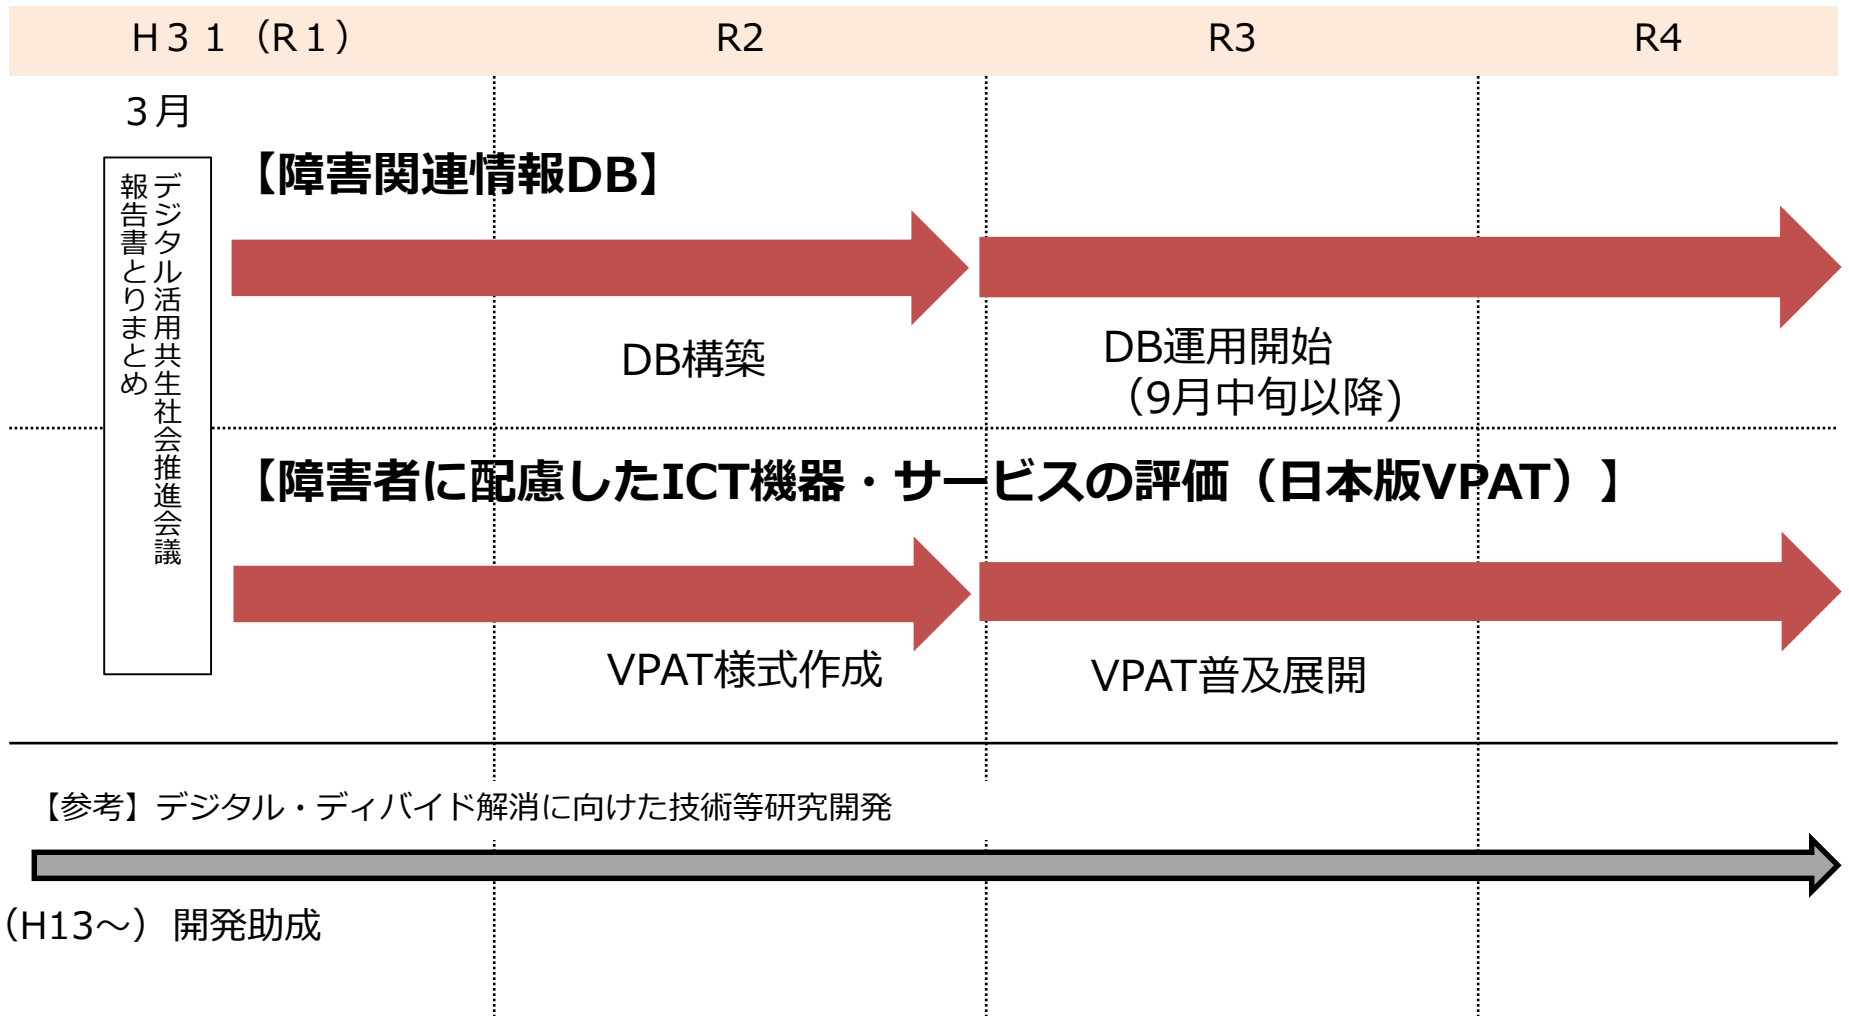 H３１（R１）
R2
R3
R4
３月
デジタル活用共生社会推進会議
報告書とりまとめ
【障害関連情報DB】
DB構築
DB運用開始
（9月中旬以降)
【障害者に配慮したICT機器・サービスの評価（日本版VPAT）】
VPAT様式作成
VPAT普及展開
【参考】デジタル・ディバイド解消に向けた技術等研究開発
（H13～）開発助成